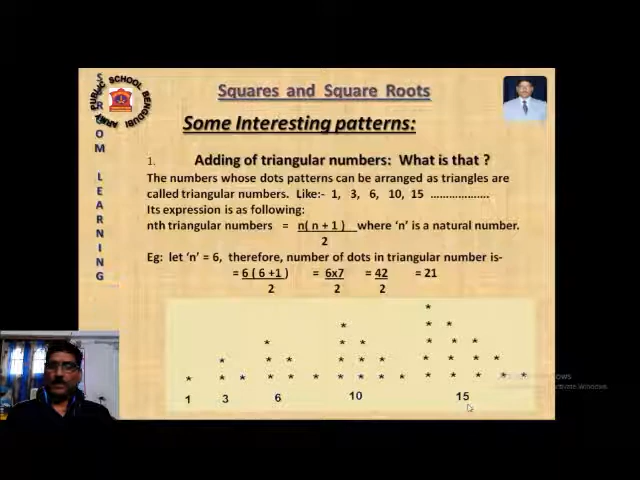 Squares and Square Roots
ARMY PUBLIC SCHOOL BENGDUBI
Some Interesting patterns:
1. Adding of triangular numbers: What is that ?
The numbers whose dots patterns can be arranged as triangles are
called triangular numbers. Like:- 1, 3, 6, 10, 15 ...................
Its expression is as following:
nth triangular numbers = n( n + 1 ) where ‘n’ is a natural number.
2
Eg: let ‘n’ = 6, therefore, number of dots in triangular number is-
= 6 ( 6 +1 ) = 6x7 = 42 = 21
2 2 2
1 3 6 10 15
LEARNING